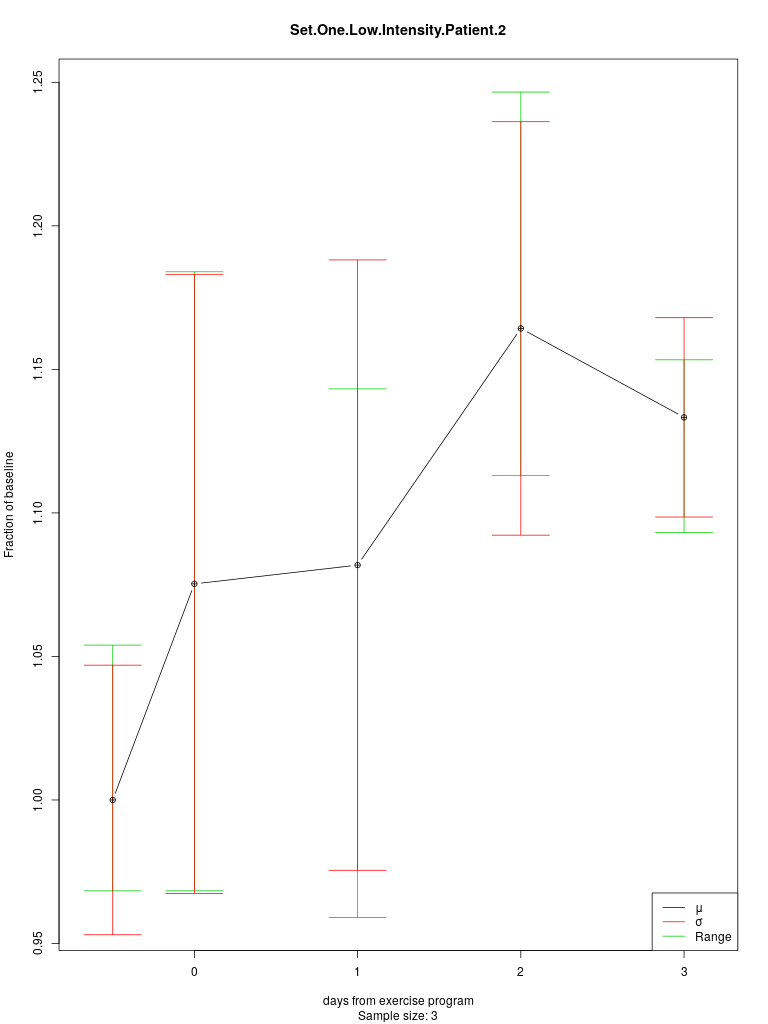 Set.One.Low.Intensity.Patient.2
Fraction of baseline
1.25
1.20
1.15
1.10
1.05
1.00
0.95
0 1 2 3
μ
σ
Range
days from exercise program
Sample size: 3